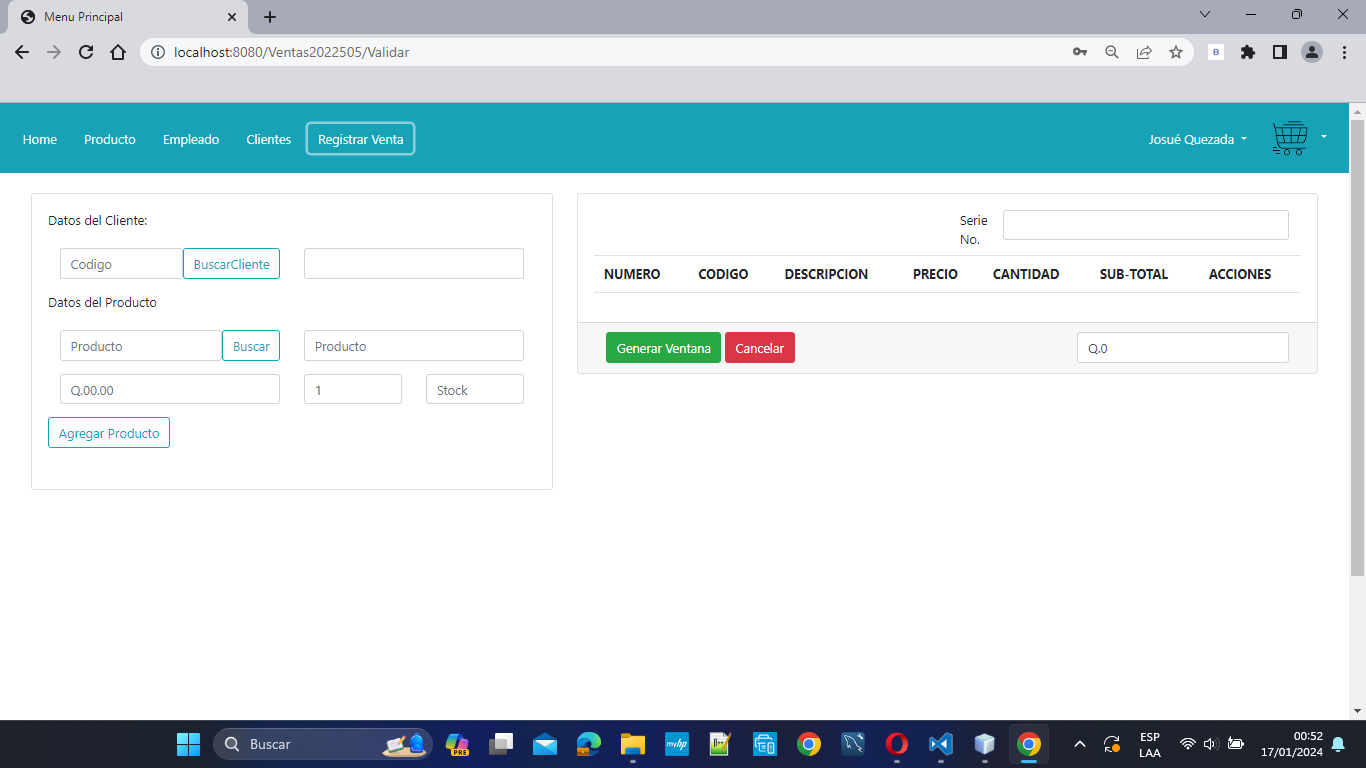 Menu Principal
localhost:8080/Ventas2022505/Validar
B
Home Producto Empleado Clientes Registrar Venta Josué Quezada
Datos del Cliente:
Codigo BuscarCliente
Datos del Producto
Producto Buscar Producto
Q.00.00 1 Stock
Agregar Producto
Serie No.
NUMERO CODIGO DESCRIPCION PRECIO CANTIDAD SUB-TOTAL ACCIONES
Generar Ventana Cancelar Q.0
Buscar
PRE
myhp
ESP
LAA
00:52
17/01/2024